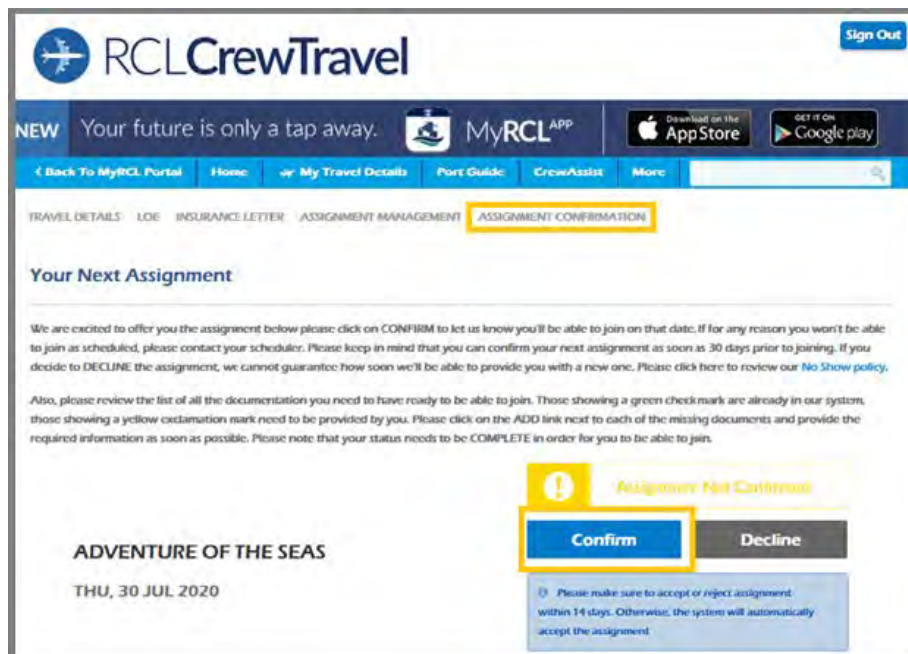 RCLCrewTravel
Sign Out
NEW Your future is only a tap away. MyRCL APP Download on the App Store GET IT ON Google play
< Back To MyRCL Portal Home My Travel Details Port Guide CrewAssist More
TRAVEL DETAILS LOE INSURANCE LETTER ASSIGNMENT MANAGEMENT ASSIGNMENT CONFIRMATION
Your Next Assignment
We are excited to offer you the assignment below please click on CONFIRM to let us know you'll be able to join on that date. If for any reason you won't be able
to join as scheduled, please contact your scheduler. Please keep in mind that you can confirm your next assignment as soon as 30 days prior to joining. If you
decide to DECLINE the assignment, we cannot guarantee how soon we'll be able to provide you with a new one. Please click here to review our No Show policy.
Also, please review the list of all the documentation you need to have ready to be able to join. Those showing a green checkmark are already in our system,
those showing a yellow exclamation mark need to be provided by you. Please click on the ADD link next to each of the missing documents and provide the
required information as soon as possible. Please note that your status needs to be COMPLETE in order for you to be able to join.
! Assignment Not Confirmed
Confirm Decline
ADVENTURE OF THE SEAS
THU, 30 JUL 2020
Please make sure to accept or reject assignment
within 14 days. Otherwise, the system will automatically
accept the assignment